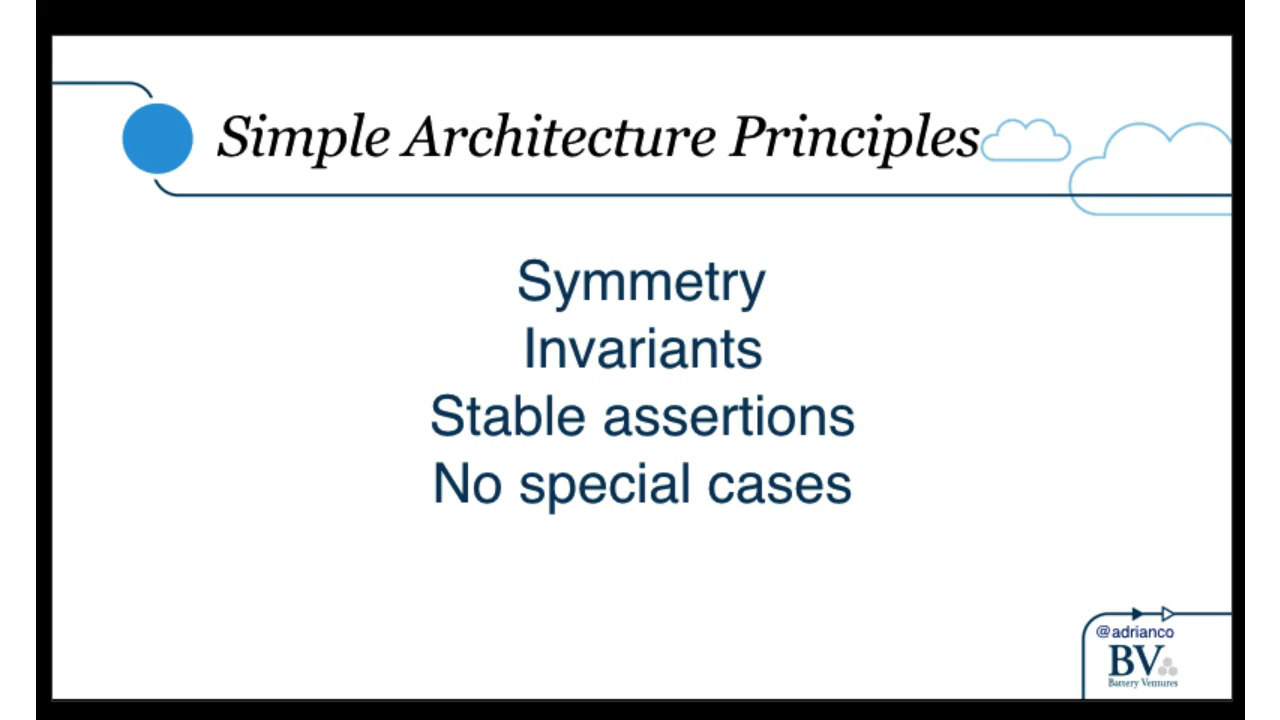 Simple Architecture Principles
Symmetry
Invariants
Stable assertions
No special cases
@adrianco
BV
Battery Ventures